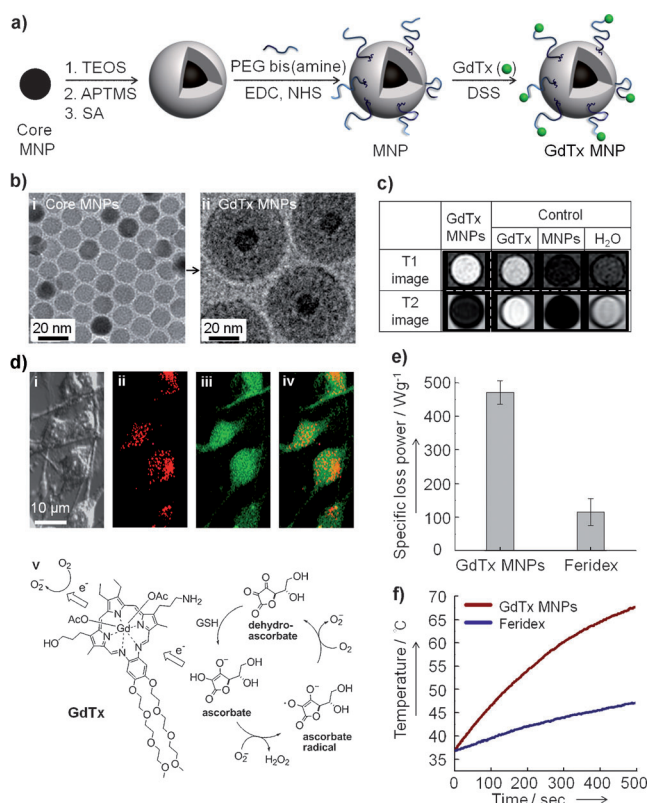 a)
1. TEOS
2. APTMS
3. SA
PEG bis(amine)
EDC, NHS
GdTx ( )
DSS
Core
MNP
MNP
GdTx MNP
b)
i Core MNPs
20 nm
ii GdTx MNPs
20 nm
c)
GdTx
MNPs
Control
GdTx MNPs H2O
T1
image
T2
image
d)
i
ii
iii
iv
10 µm
v
O2
O2-
e-
OAc
AcO
NH2
HO
Gd
N N N N N
O O O O O O O O
GdTx
GSH
e-
O O O O OH OH
dehydro-
ascorbate
O2-
O2
HO O- O O OH OH
ascorbate
O2-
H2O2
·O O- O O OH OH
ascorbate
radical
e)
Specific loss power / Wg-1
500
400
300
200
100
0
GdTx MNPs Feridex
f)
GdTx MNPs
Feridex
Temperature / °C
70
65
60
55
50
45
40
35
0 100 200 300 400 500
Time / sec